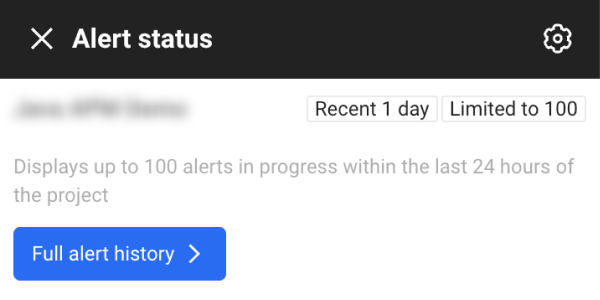 Alert status
Recent 1 day Limited to 100
Displays up to 100 alerts in progress within the last 24 hours of
the project
Full alert history